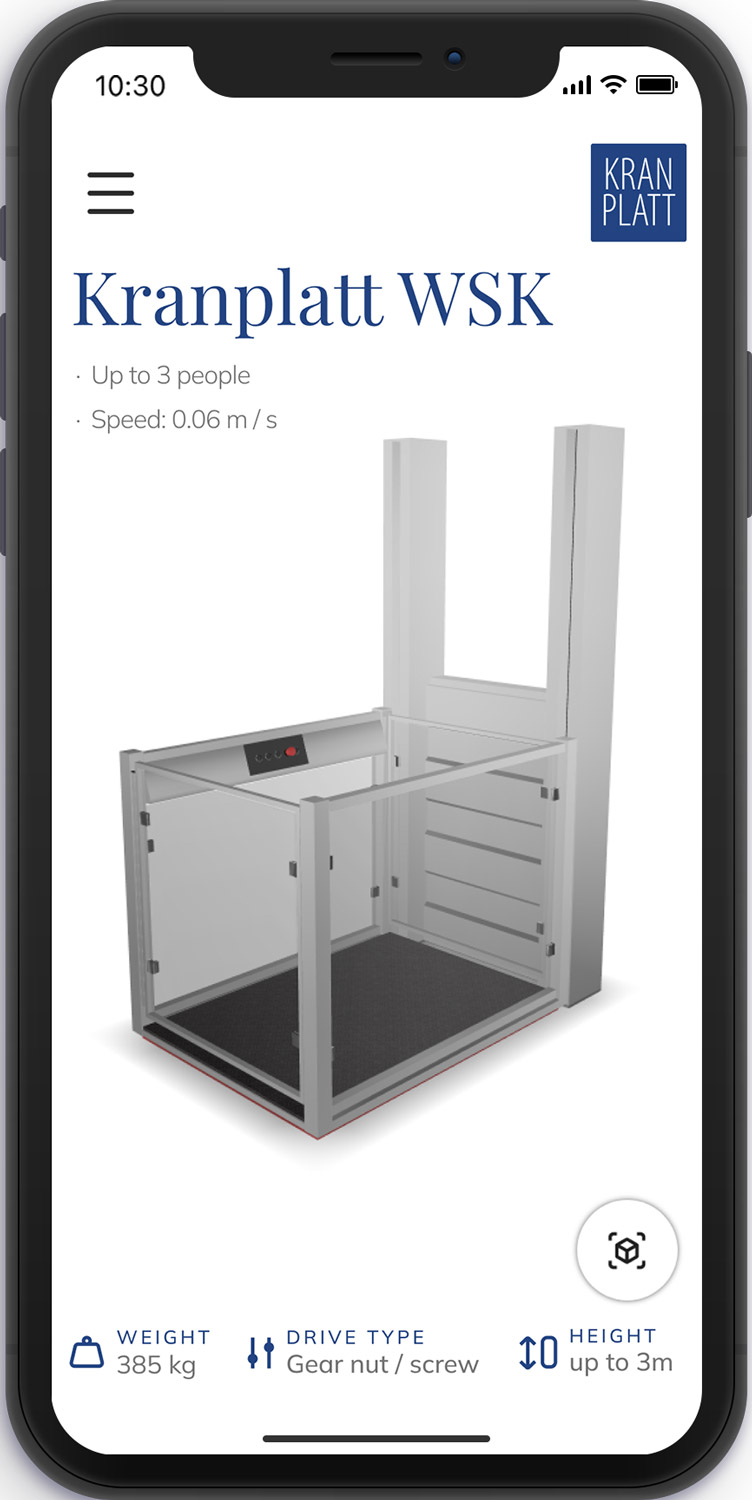 10:30
KRAN
PLATT
Kranplatt WSK
· Up to 3 people
· Speed: 0.06 m / s
WEIGHT
385 kg
DRIVE TYPE
Gear nut / screw
HEIGHT
up to 3m